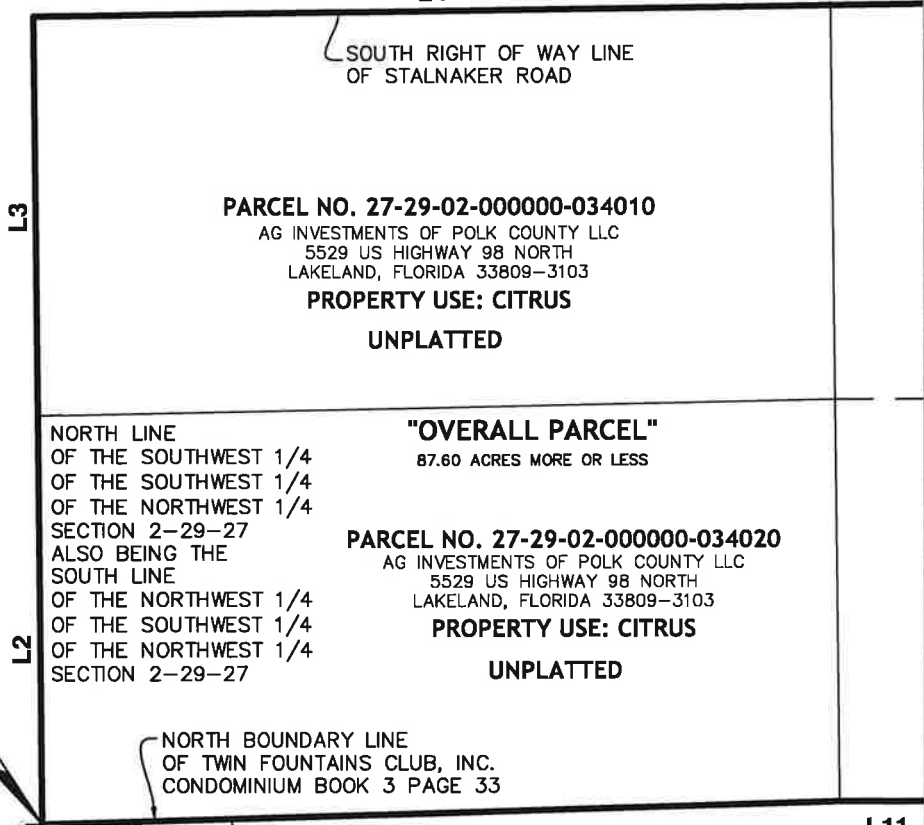 SOUTH RIGHT OF WAY LINE
OF STALNAKER ROAD
L3
PARCEL NO. 27-29-02-000000-034010
AG INVESTMENTS OF POLK COUNTY LLC
5529 US HIGHWAY 98 NORTH
LAKELAND, FLORIDA 33809-3103
PROPERTY USE: CITRUS
UNPLATTED
NORTH LINE
OF THE SOUTHWEST 1/4
OF THE SOUTHWEST 1/4
OF THE NORTHWEST 1/4
SECTION 2-29-27
ALSO BEING THE
SOUTH LINE
OF THE NORTHWEST 1/4
OF THE SOUTHWEST 1/4
OF THE NORTHWEST 1/4
SECTION 2-29-27
"OVERALL PARCEL"
87.60 ACRES MORE OR LESS
PARCEL NO. 27-29-02-000000-034020
AG INVESTMENTS OF POLK COUNTY LLC
5529 US HIGHWAY 98 NORTH
LAKELAND, FLORIDA 33809-3103
PROPERTY USE: CITRUS
UNPLATTED
L2
NORTH BOUNDARY LINE
OF TWIN FOUNTAINS CLUB, INC.
CONDOMINIUM BOOK 3 PAGE 33
L11